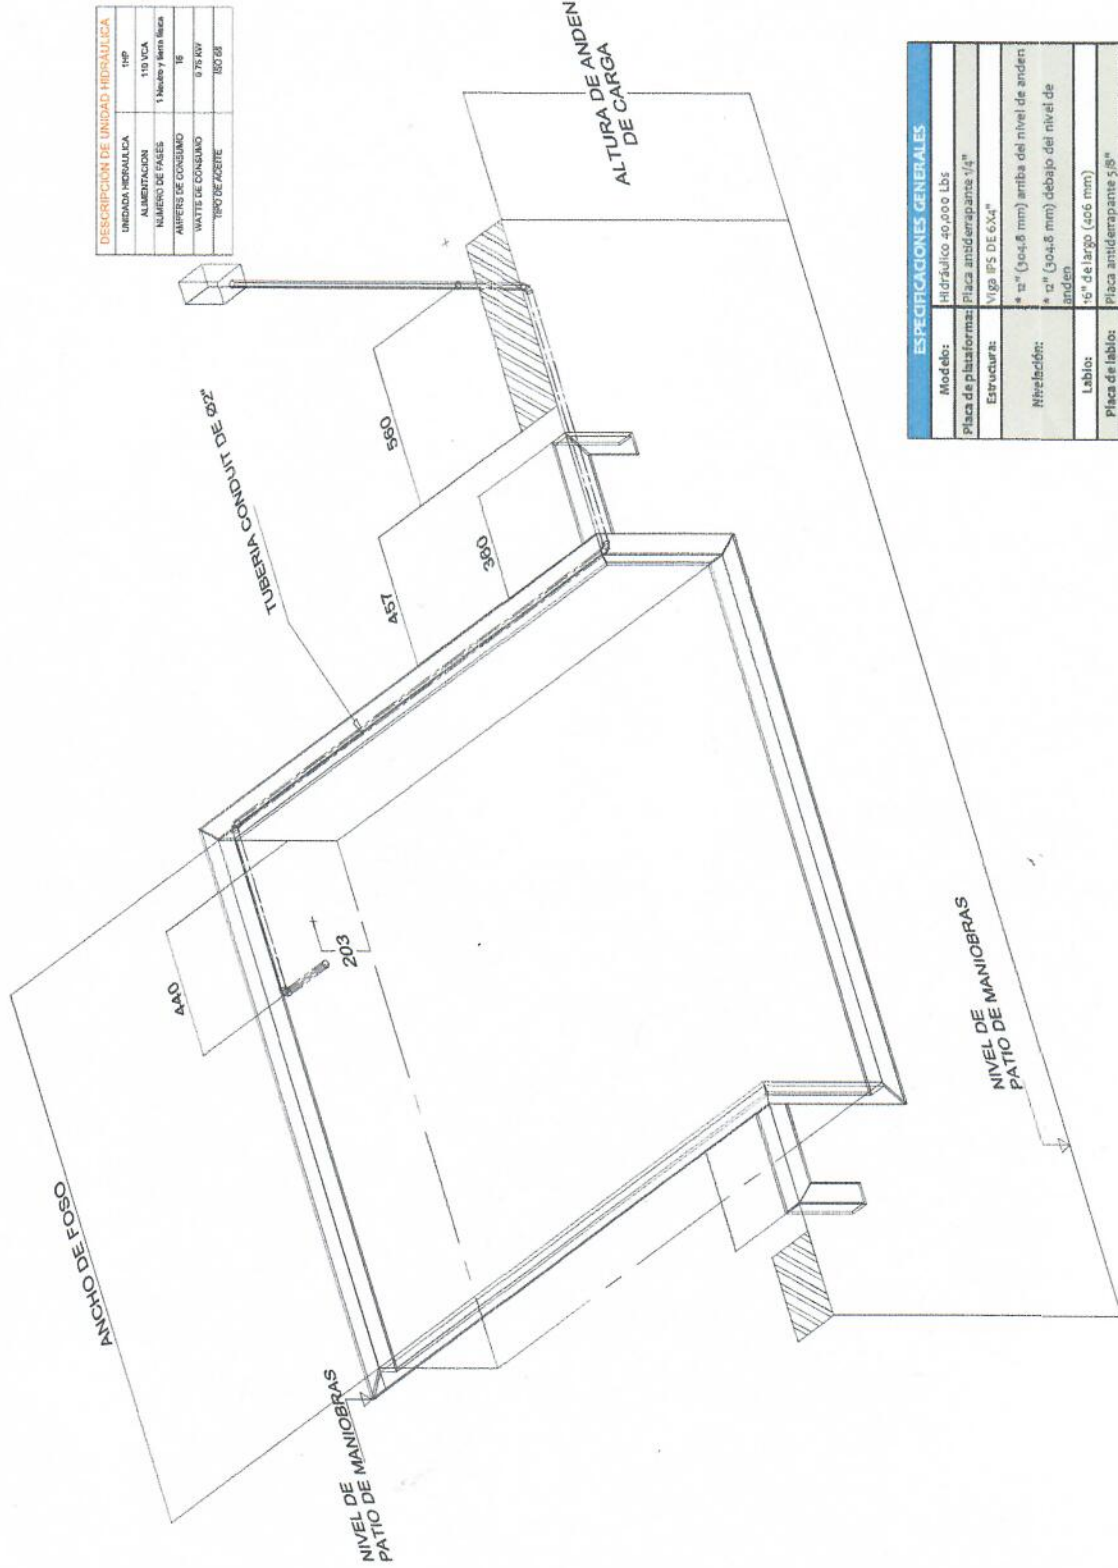 DESCRIPCIÓN DE UNIDAD HIDRÁULICA
UNIDADA HIDRAULICA 1HP
ALIMENTACION 110 VCA
NUMERO DE FASES 1 Neutro y tierra física
AMPERS DE CONSUMO 16
WATTS DE CONSUMO 0.75 KW
TIPO DE ACEITE ISO 68
ANCHO DE FOSO
440
203
TUBERIA CONDUIT DE Ø2"
457
560
360
ALTURA DE ANDEN
DE CARGA
NIVEL DE
PATIO DE MANIOBRAS
NIVEL DE
PATIO DE MANIOBRAS
ESPECIFICACIONES GENERALES
Modelo: Hidráulico 40,000 Lbs
Placa de plataforma: Placa antiderrapante 1/4"
Estructura: Viga IPS DE 6X4"
Nivelación: * 12" (304.8 mm) arriba del nivel de anden
* 12" (304.8 mm) debajo del nivel de
anden
Labio: 16" de largo (406 mm)
Placa de labio: Placa antiderrapante 5/8"